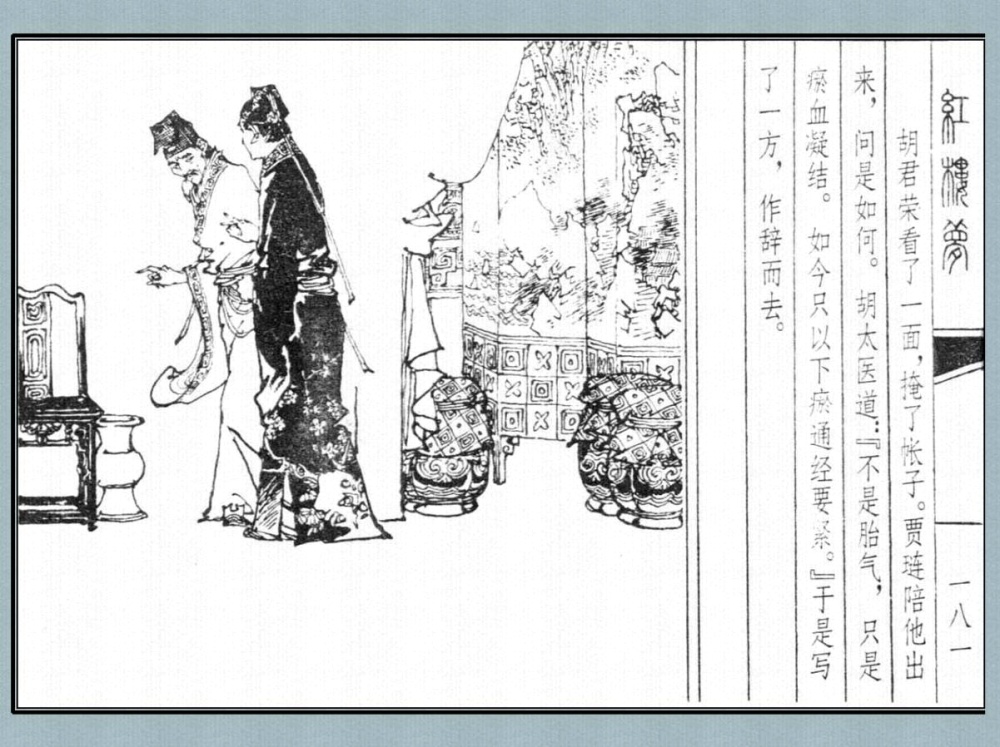 红楼梦
一八一
胡君荣看了一面，掩了帐子。贾琏陪他出
来，问是如何。胡太医道：『不是胎气，只是
瘀血凝结。如今只以下瘀通经要紧。』于是写
了一方，作辞而去。